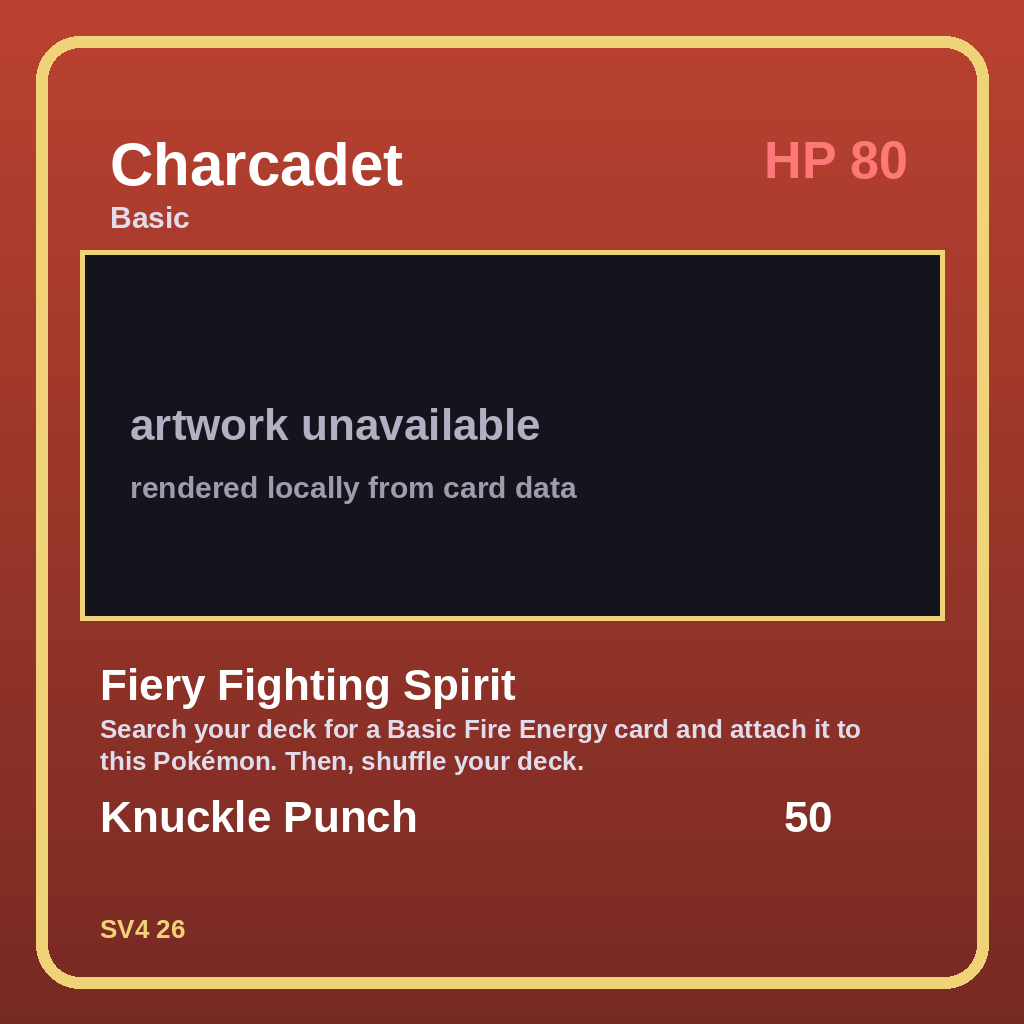 Charcadet
HP 80
Basic
artwork unavailable
rendered locally from card data
Fiery Fighting Spirit
Search your deck for a Basic Fire Energy card and attach it to
this Pokémon. Then, shuffle your deck.
Knuckle Punch 50
SV4 26